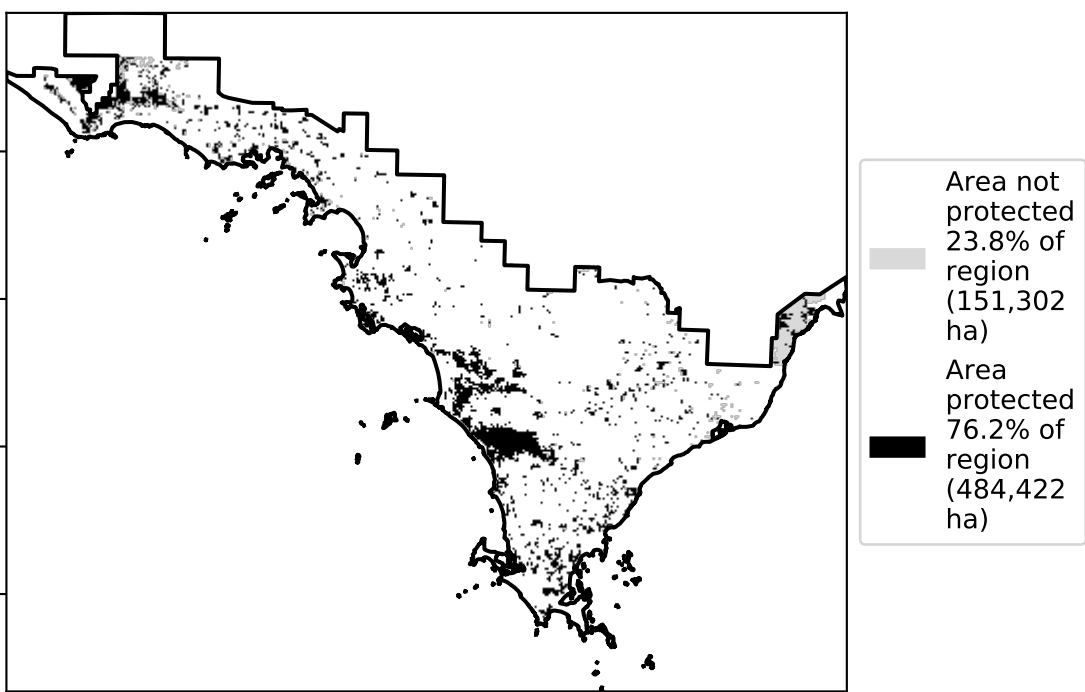 Area not
protected
23.8% of
region
(151,302
ha)
Area
protected
76.2% of
region
(484,422
ha)